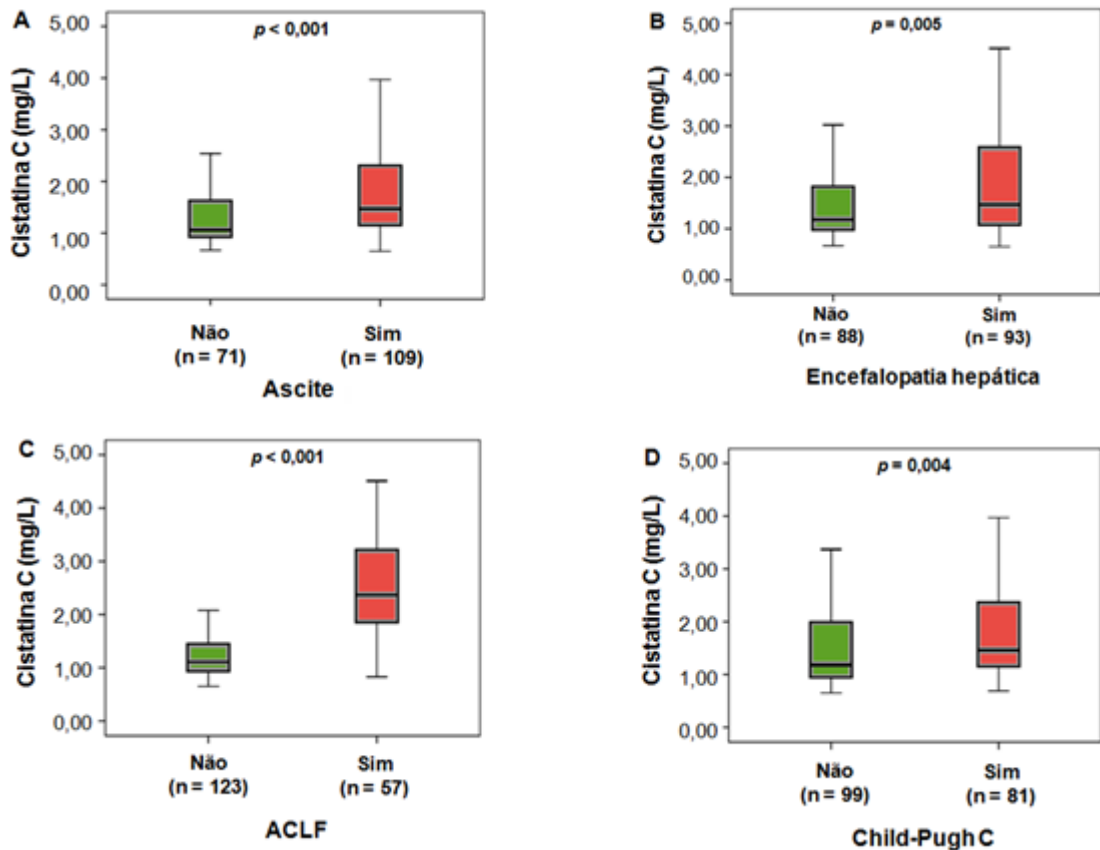 A
p < 0,001
Cistatina C (mg/L)
5,00
4,00
3,00
2,00
1,00
0,00
Não
(n = 71)
Sim
(n = 109)
Ascite
B
p = 0,005
Cistatina C (mg/L)
5,00
4,00
3,00
2,00
1,00
0,00
Não
(n = 88)
Sim
(n = 93)
Encefalopatia hepática
C
p < 0,001
Cistatina C (mg/L)
5,00
4,00
3,00
2,00
1,00
0,00
Não
(n = 123)
Sim
(n = 57)
ACLF
D
p = 0,004
Cistatina C (mg/L)
5,00
4,00
3,00
2,00
1,00
0,00
Não
(n = 99)
Sim
(n = 81)
Child-Pugh C